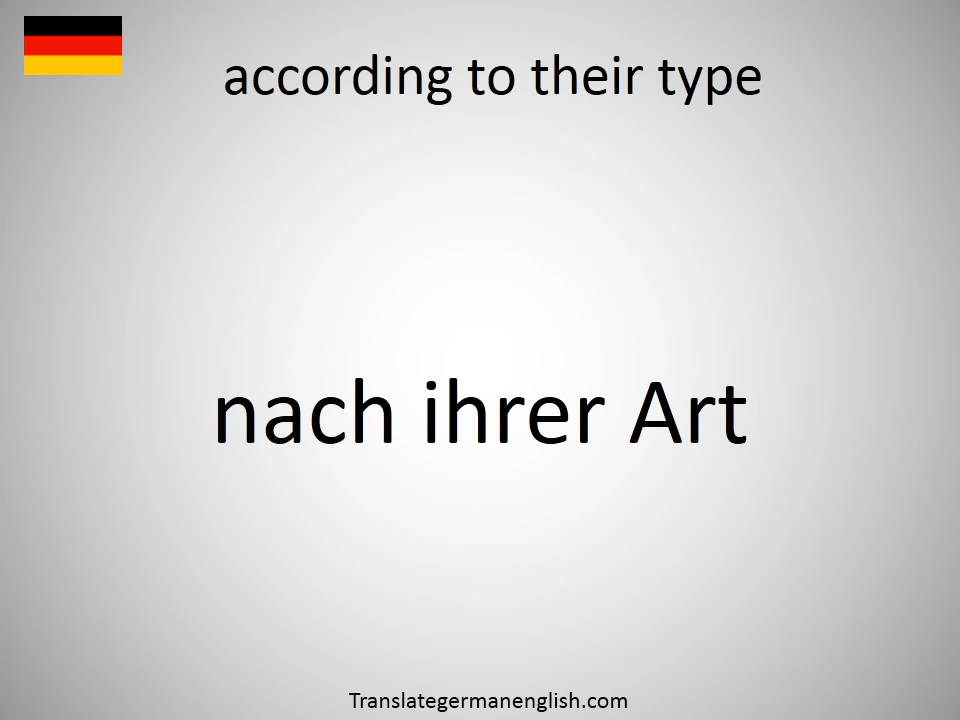 according to their type
nach ihrer Art
Translategermanenglish.com